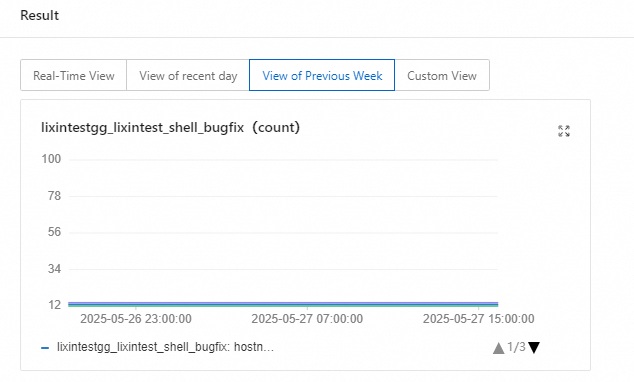 Result
Real-Time View View of recent day View of Previous Week Custom View
lixintestgg_lixintest_shell_bugfix (count)
100
78
56
34
12
2025-05-26 23:00:00 2025-05-27 07:00:00 2025-05-27 15:00:00
lixintestgg_lixintest_shell_bugfix: hostn... 1/3